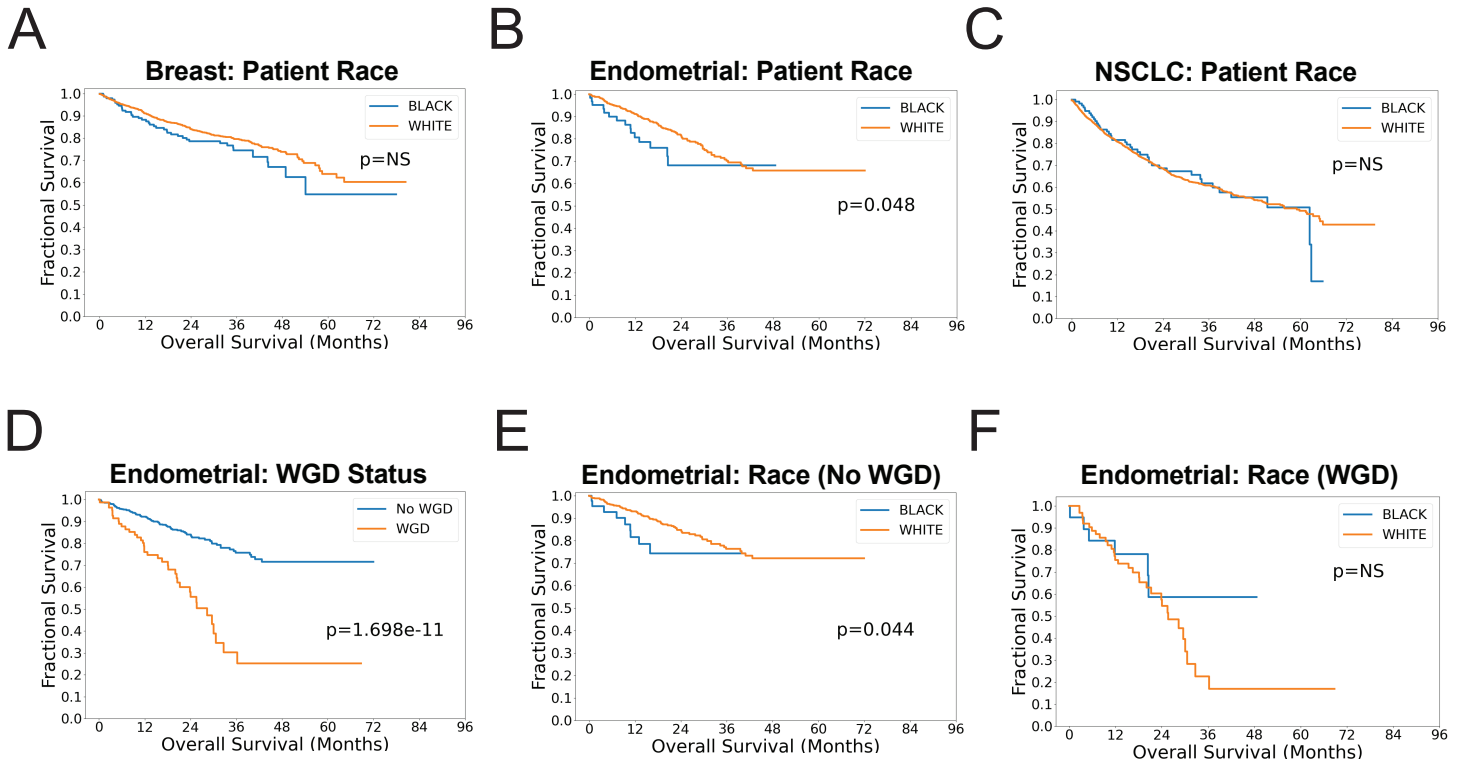 A
Breast: Patient Race
Fractional Survival
1.0
0.9
0.8
0.7
0.6
0.5
0.4
0.3
0.2
0.1
0.0
BLACK
WHITE
p=NS
0 12 24 36 48 60 72 84 96
Overall Survival (Months)
B
Endometrial: Patient Race
Fractional Survival
1.0
0.9
0.8
0.7
0.6
0.5
0.4
0.3
0.2
0.1
0.0
BLACK
WHITE
p=0.048
0 12 24 36 48 60 72 84 96
Overall Survival (Months)
C
NSCLC: Patient Race
Fractional Survival
1.0
0.9
0.8
0.7
0.6
0.5
0.4
0.3
0.2
0.1
0.0
BLACK
WHITE
p=NS
0 12 24 36 48 60 72 84 96
Overall Survival (Months)
D
Endometrial: WGD Status
Fractional Survival
1.0
0.9
0.8
0.7
0.6
0.5
0.4
0.3
0.2
0.1
0.0
No WGD
WGD
p=1.698e-11
0 12 24 36 48 60 72 84 96
Overall Survival (Months)
E
Endometrial: Race (No WGD)
Fractional Survival
1.0
0.9
0.8
0.7
0.6
0.5
0.4
0.3
0.2
0.1
0.0
BLACK
WHITE
p=0.044
0 12 24 36 48 60 72 84 96
Overall Survival (Months)
F
Endometrial: Race (WGD)
Fractional Survival
1.0
0.9
0.8
0.7
0.6
0.5
0.4
0.3
0.2
0.1
0.0
BLACK
WHITE
p=NS
0 12 24 36 48 60 72 84 96
Overall Survival (Months)